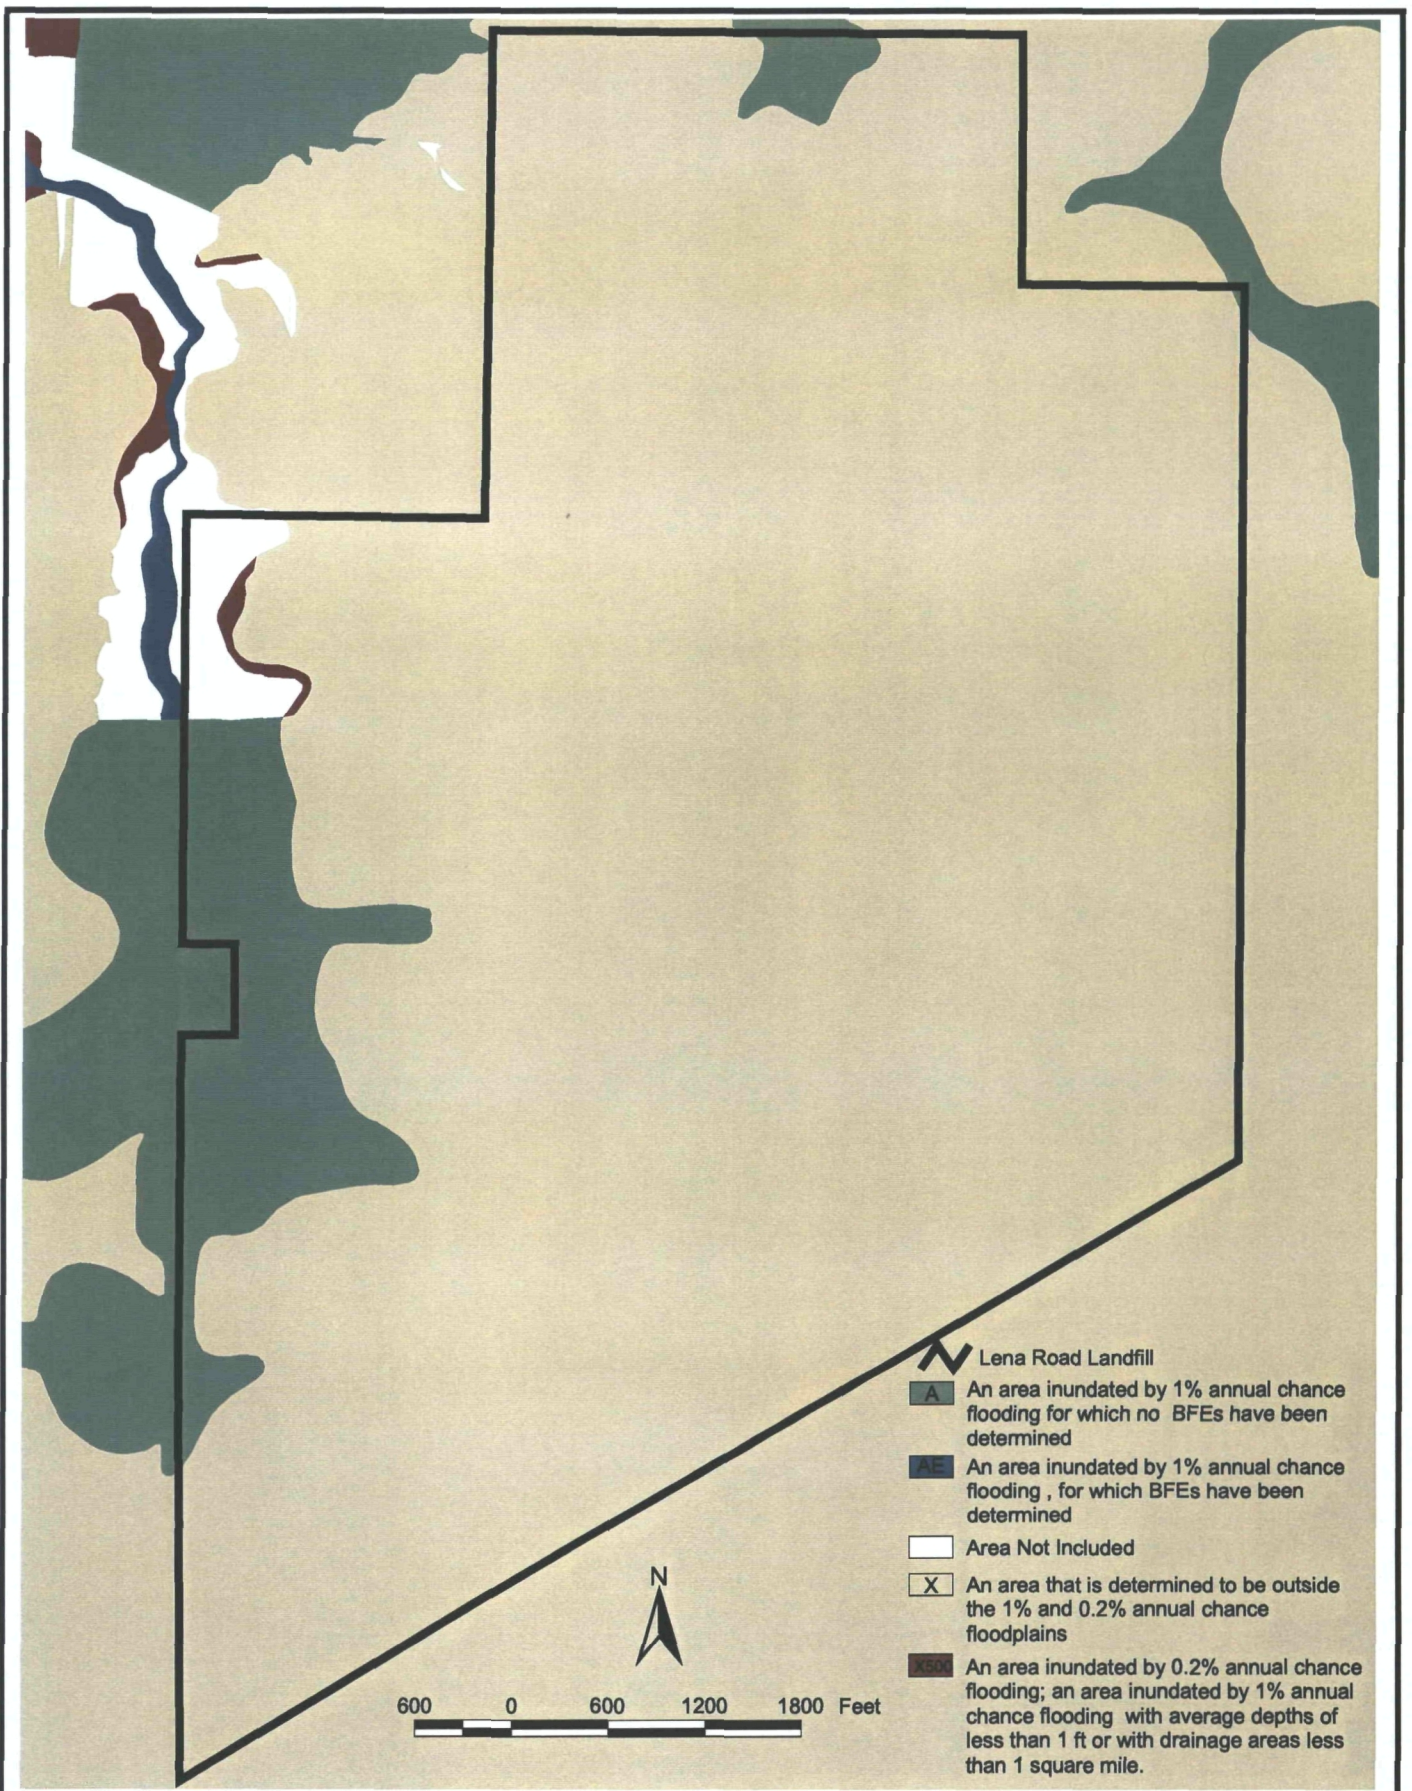 Lena Road Landfill
A An area inundated by 1% annual chance
flooding for which no BFEs have been
determined
AE An area inundated by 1% annual chance
flooding , for which BFEs have been
determined
Area Not Included
X An area that is determined to be outside
the 1% and 0.2% annual chance
floodplains
X500 An area inundated by 0.2% annual chance
flooding; an area inundated by 1% annual
chance flooding with average depths of
less than 1 ft or with drainage areas less
than 1 square mile.
N
600 0 600 1200 1800 Feet